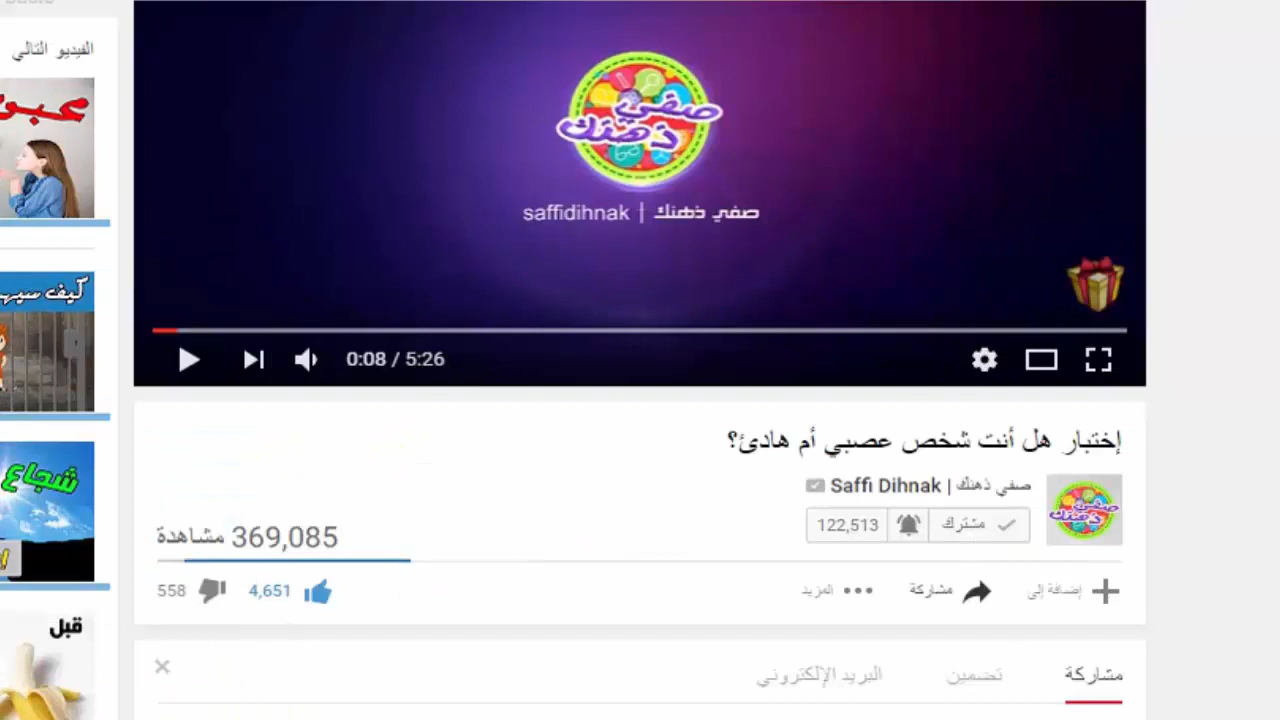 الفيديو التالي
كيف
شجاع
قبل
صفي
ذهنك
saffidihnak | صفي ذهنك
0:08 / 5:26
إختبار هل أنت شخص عصبي أم هادئ؟
صفي ذهنك | Saffi Dihnak
صفي
ذهنك
مشترك
122,513
369,085 مشاهدة
إضافة إلى
مشاركة
المزيد
4,651
558
مشاركة
تضمين
البريد الإلكتروني